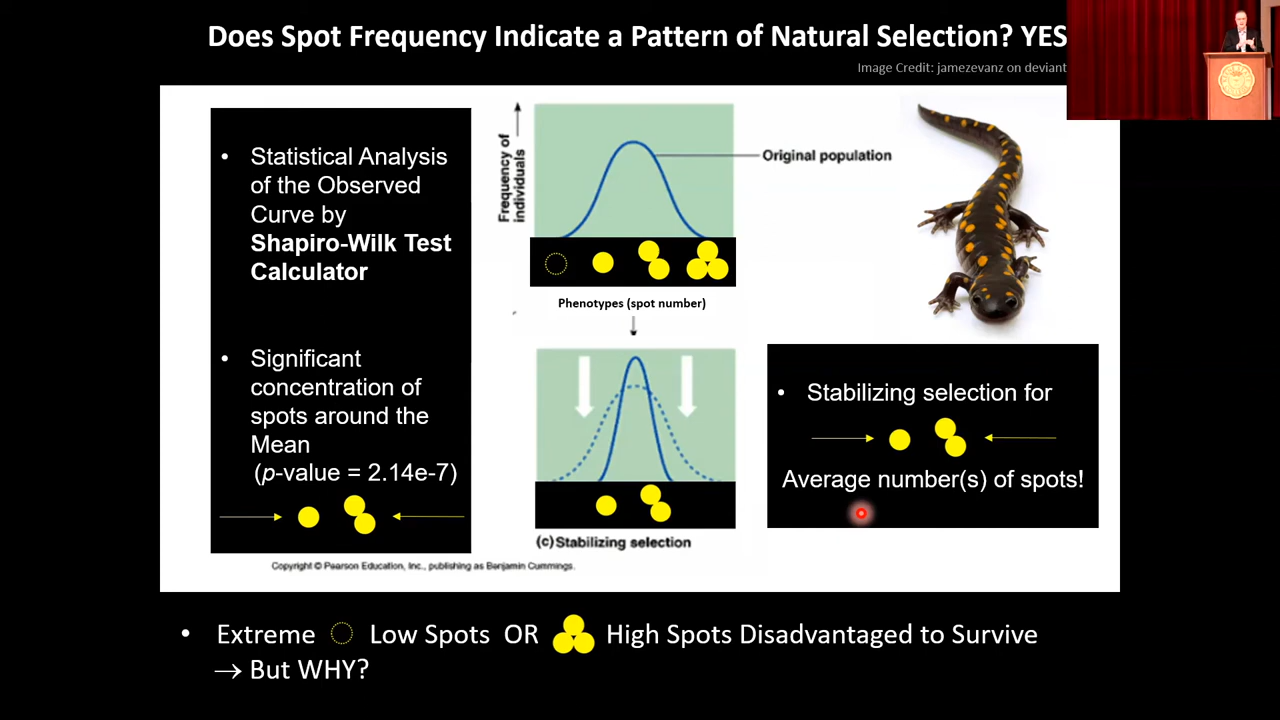 Does Spot Frequency Indicate a Pattern of Natural Selection? YES
Image Credit: jamezevanz on deviant
• Statistical Analysis
of the Observed
Curve by
Shapiro-Wilk Test
Calculator
• Significant
concentration of
spots around the
Mean
(p-value = 2.14e-7)
Frequency of
individuals
Original population
Phenotypes (spot number)
(c) Stabilizing selection
Copyright © Pearson Education, Inc., publishing as Benjamin Cummings.
• Stabilizing selection for
Average number(s) of spots!
• Extreme Low Spots OR High Spots Disadvantaged to Survive
→ But WHY?